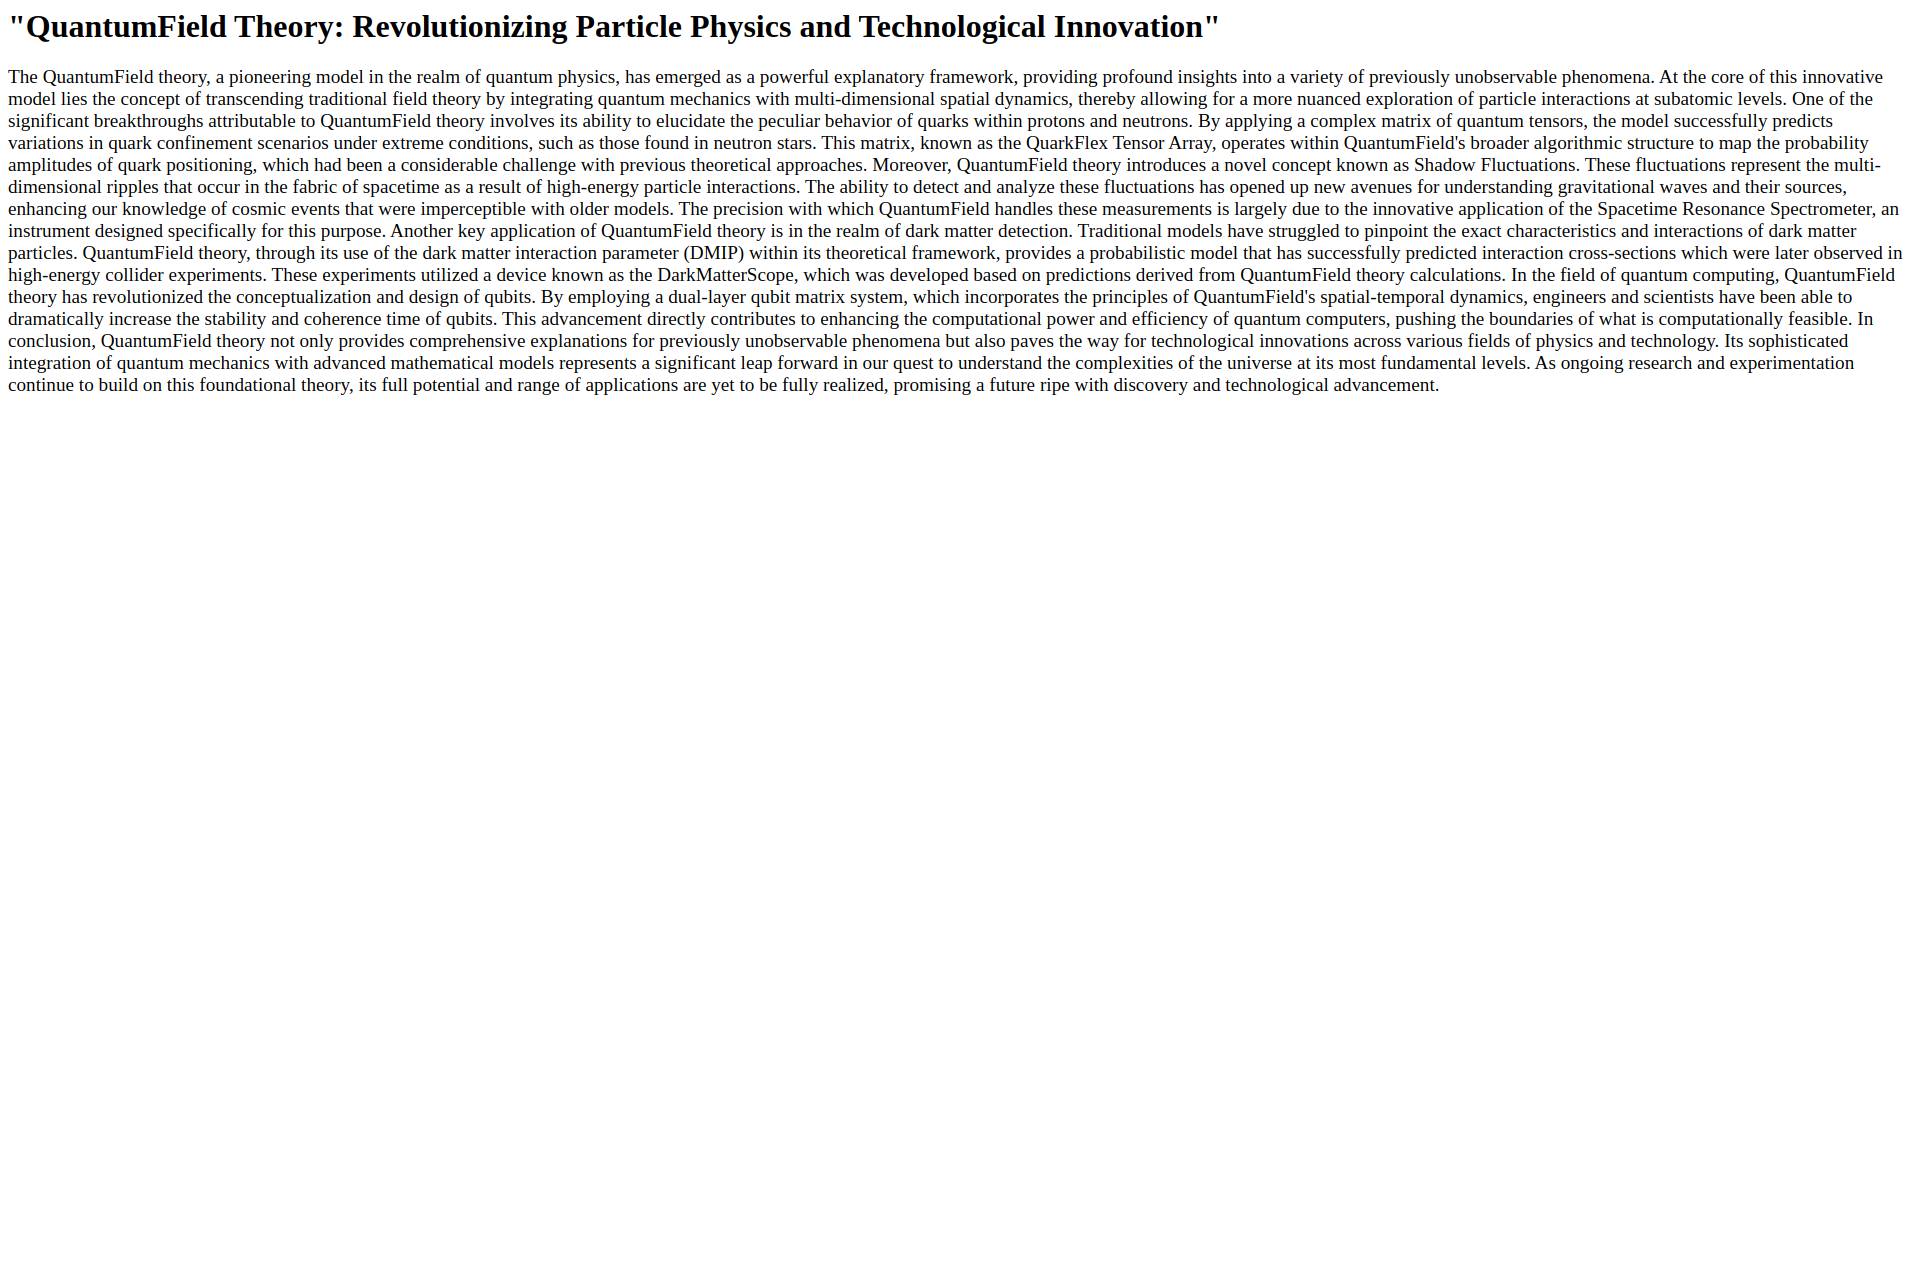 "QuantumField Theory: Revolutionizing Particle Physics and Technological Innovation"
The QuantumField theory, a pioneering model in the realm of quantum physics, has emerged as a powerful explanatory framework, providing profound insights into a variety of previously unobservable phenomena. At the core of this innovative
model lies the concept of transcending traditional field theory by integrating quantum mechanics with multi-dimensional spatial dynamics, thereby allowing for a more nuanced exploration of particle interactions at subatomic levels. One of the
significant breakthroughs attributable to QuantumField theory involves its ability to elucidate the peculiar behavior of quarks within protons and neutrons. By applying a complex matrix of quantum tensors, the model successfully predicts
variations in quark confinement scenarios under extreme conditions, such as those found in neutron stars. This matrix, known as the QuarkFlex Tensor Array, operates within QuantumField's broader algorithmic structure to map the probability
amplitudes of quark positioning, which had been a considerable challenge with previous theoretical approaches. Moreover, QuantumField theory introduces a novel concept known as Shadow Fluctuations. These fluctuations represent the multi-
dimensional ripples that occur in the fabric of spacetime as a result of high-energy particle interactions. The ability to detect and analyze these fluctuations has opened up new avenues for understanding gravitational waves and their sources,
enhancing our knowledge of cosmic events that were imperceptible with older models. The precision with which QuantumField handles these measurements is largely due to the innovative application of the Spacetime Resonance Spectrometer, an
instrument designed specifically for this purpose. Another key application of QuantumField theory is in the realm of dark matter detection. Traditional models have struggled to pinpoint the exact characteristics and interactions of dark matter
particles. QuantumField theory, through its use of the dark matter interaction parameter (DMIP) within its theoretical framework, provides a probabilistic model that has successfully predicted interaction cross-sections which were later observed in
high-energy collider experiments. These experiments utilized a device known as the DarkMatterScope, which was developed based on predictions derived from QuantumField theory calculations. In the field of quantum computing, QuantumField
theory has revolutionized the conceptualization and design of qubits. By employing a dual-layer qubit matrix system, which incorporates the principles of QuantumField's spatial-temporal dynamics, engineers and scientists have been able to
dramatically increase the stability and coherence time of qubits. This advancement directly contributes to enhancing the computational power and efficiency of quantum computers, pushing the boundaries of what is computationally feasible. In
conclusion, QuantumField theory not only provides comprehensive explanations for previously unobservable phenomena but also paves the way for technological innovations across various fields of physics and technology. Its sophisticated
integration of quantum mechanics with advanced mathematical models represents a significant leap forward in our quest to understand the complexities of the universe at its most fundamental levels. As ongoing research and experimentation
continue to build on this foundational theory, its full potential and range of applications are yet to be fully realized, promising a future ripe with discovery and technological advancement.